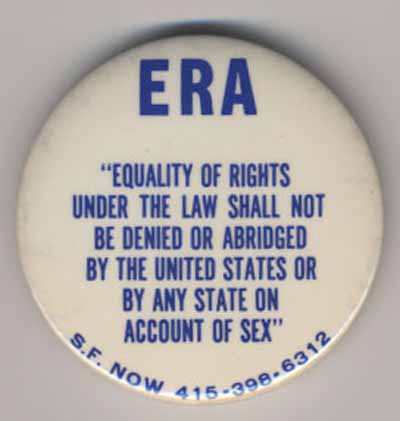 ERA
"EQUALITY OF RIGHTS
UNDER THE LAW SHALL NOT
BE DENIED OR ABRIDGED
BY THE UNITED STATES OR
BY ANY STATE ON
ACCOUNT OF SEX"
S.F. NOW 415-398-6312